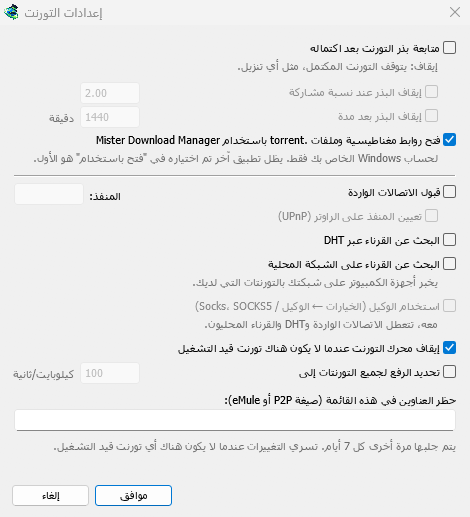 إعدادات التورنت
متابعة بذر التورنت بعد اكتماله
إيقاف: يتوقف التورنت المكتمل، مثل أي تنزيل.
إيقاف البذر عند نسبة مشاركة 2.00
إيقاف البذر بعد مدة 1440 دقيقة
فتح روابط مغناطيسية وملفات .torrent باستخدام Mister Download Manager
لحساب Windows الخاص بك فقط. يظل تطبيق آخر تم اختياره في "فتح باستخدام" هو الأول.
قبول الاتصالات الواردة المنفذ:
تعيين المنفذ على الراوتر (UPnP)
البحث عن القرناء عبر DHT
البحث عن القرناء على الشبكة المحلية
يخبر أجهزة الكمبيوتر على شبكتك بالتورنتات التي لديك.
استخدام الوكيل (الخيارات ← الوكيل / Socks، SOCKS5)
معه، تتعطل الاتصالات الواردة وDHT والقرناء المحليون.
إيقاف محرك التورنت عندما لا يكون هناك تورنت قيد التشغيل
تحديد الرفع لجميع التورنتات إلى 100 كيلوبايت/ثانية
حظر العناوين في هذه القائمة (صيغة P2P أو eMule):
يتم جلبها مرة أخرى كل 7 أيام. تسري التغييرات عندما لا يكون هناك أي تورنت قيد التشغيل.
موافق إلغاء